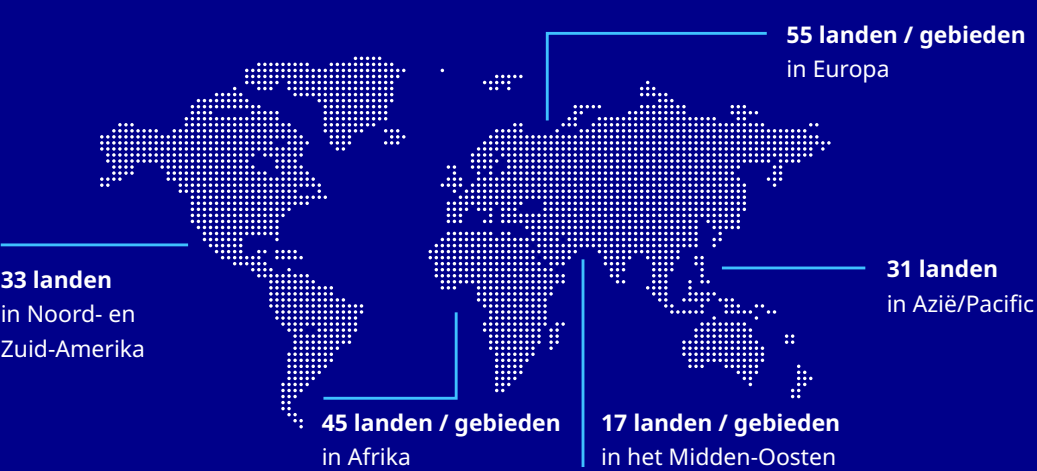 55 landen / gebieden
in Europa
33 landen
in Noord- en
Zuid-Amerika
31 landen
in Azië/Pacific
45 landen / gebieden
in Afrika
17 landen / gebieden
in het Midden-Oosten